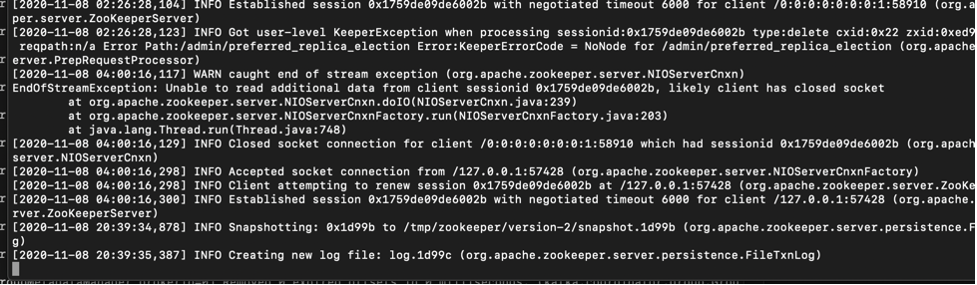 [2020-11-08 02:26:28,104] INFO Established session 0x1759de09de6002b with negotiated timeout 6000 for client /0:0:0:0:0:0:0:1:58910 (org.a
per.server.ZooKeeperServer)
[2020-11-08 02:26:28,123] INFO Got user-level KeeperException when processing sessionid:0x1759de09de6002b type:delete cxid:0x22 zxid:0xed9
reqpath:n/a Error Path:/admin/preferred_replica_election Error:KeeperErrorCode = NoNode for /admin/preferred_replica_election (org.apache
erver.PrepRequestProcessor)
[2020-11-08 04:00:16,117] WARN caught end of stream exception (org.apache.zookeeper.server.NIOServerCnxn)
EndOfStreamException: Unable to read additional data from client sessionid 0x1759de09de6002b, likely client has closed socket
at org.apache.zookeeper.server.NIOServerCnxn.doIO(NIOServerCnxn.java:239)
at org.apache.zookeeper.server.NIOServerCnxnFactory.run(NIOServerCnxnFactory.java:203)
at java.lang.Thread.run(Thread.java:748)
[2020-11-08 04:00:16,129] INFO Closed socket connection for client /0:0:0:0:0:0:0:1:58910 which had sessionid 0x1759de09de6002b (org.apach
server.NIOServerCnxn)
[2020-11-08 04:00:16,298] INFO Accepted socket connection from /127.0.0.1:57428 (org.apache.zookeeper.server.NIOServerCnxnFactory)
[2020-11-08 04:00:16,298] INFO Client attempting to renew session 0x1759de09de6002b at /127.0.0.1:57428 (org.apache.zookeeper.server.ZooKe
[2020-11-08 04:00:16,300] INFO Established session 0x1759de09de6002b with negotiated timeout 6000 for client /127.0.0.1:57428 (org.apache.
rver.ZooKeeperServer)
[2020-11-08 20:39:34,878] INFO Snapshotting: 0x1d99b to /tmp/zookeeper/version-2/snapshot.1d99b (org.apache.zookeeper.server.persistence.F
g)
[2020-11-08 20:39:35,387] INFO Creating new log file: log.1d99c (org.apache.zookeeper.server.persistence.FileTxnLog)